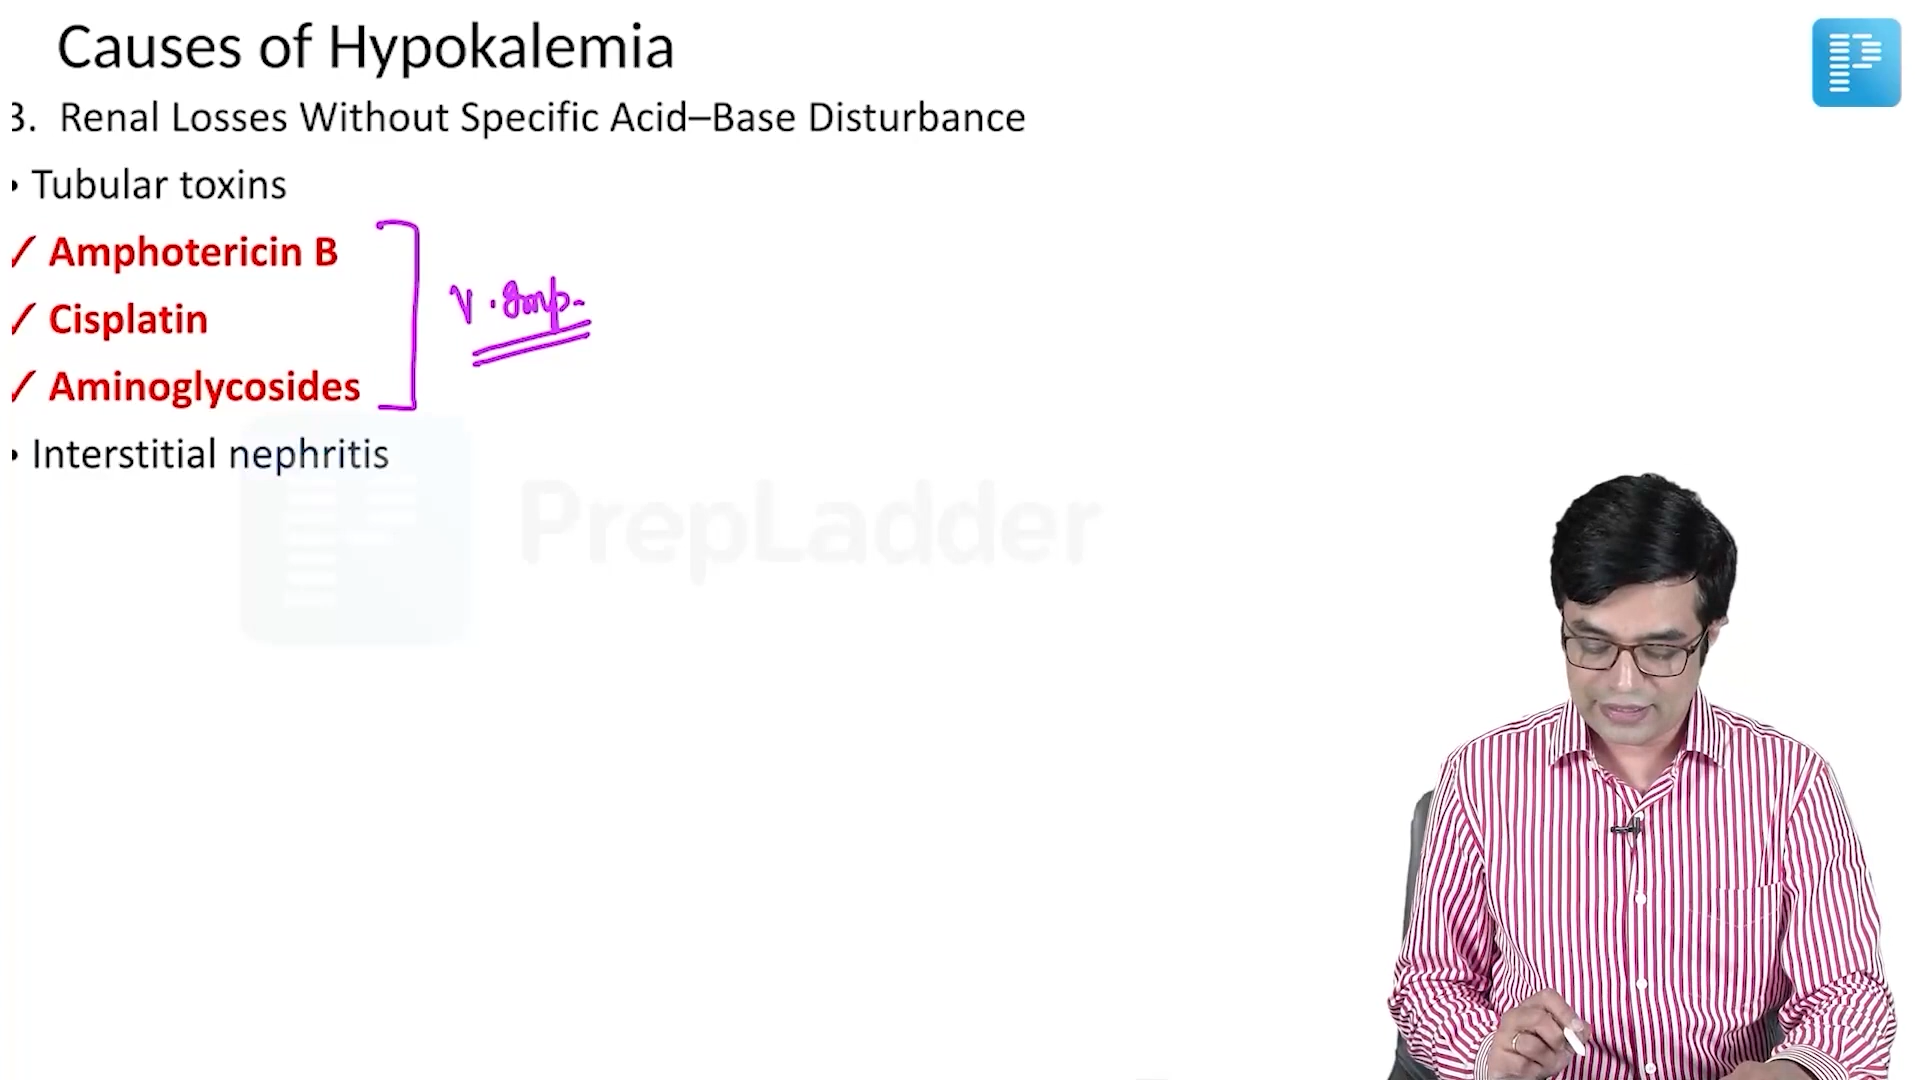 Causes of Hypokalemia
3. Renal Losses Without Specific Acid–Base Disturbance
• Tubular toxins
✓ Amphotericin B
✓ Cisplatin
✓ Aminoglycosides
V. Imp.
• Interstitial nephritis
PrepLadder